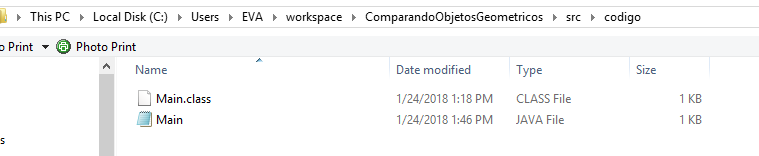 This PC > Local Disk (C:) > Users > EVA > workspace > ComparandoObjetosGeometricos > src > codigo
o Print Photo Print
Name Date modified Type Size
Main.class 1/24/2018 1:18 PM CLASS File 1 KB
Main 1/24/2018 1:46 PM JAVA File 1 KB
s